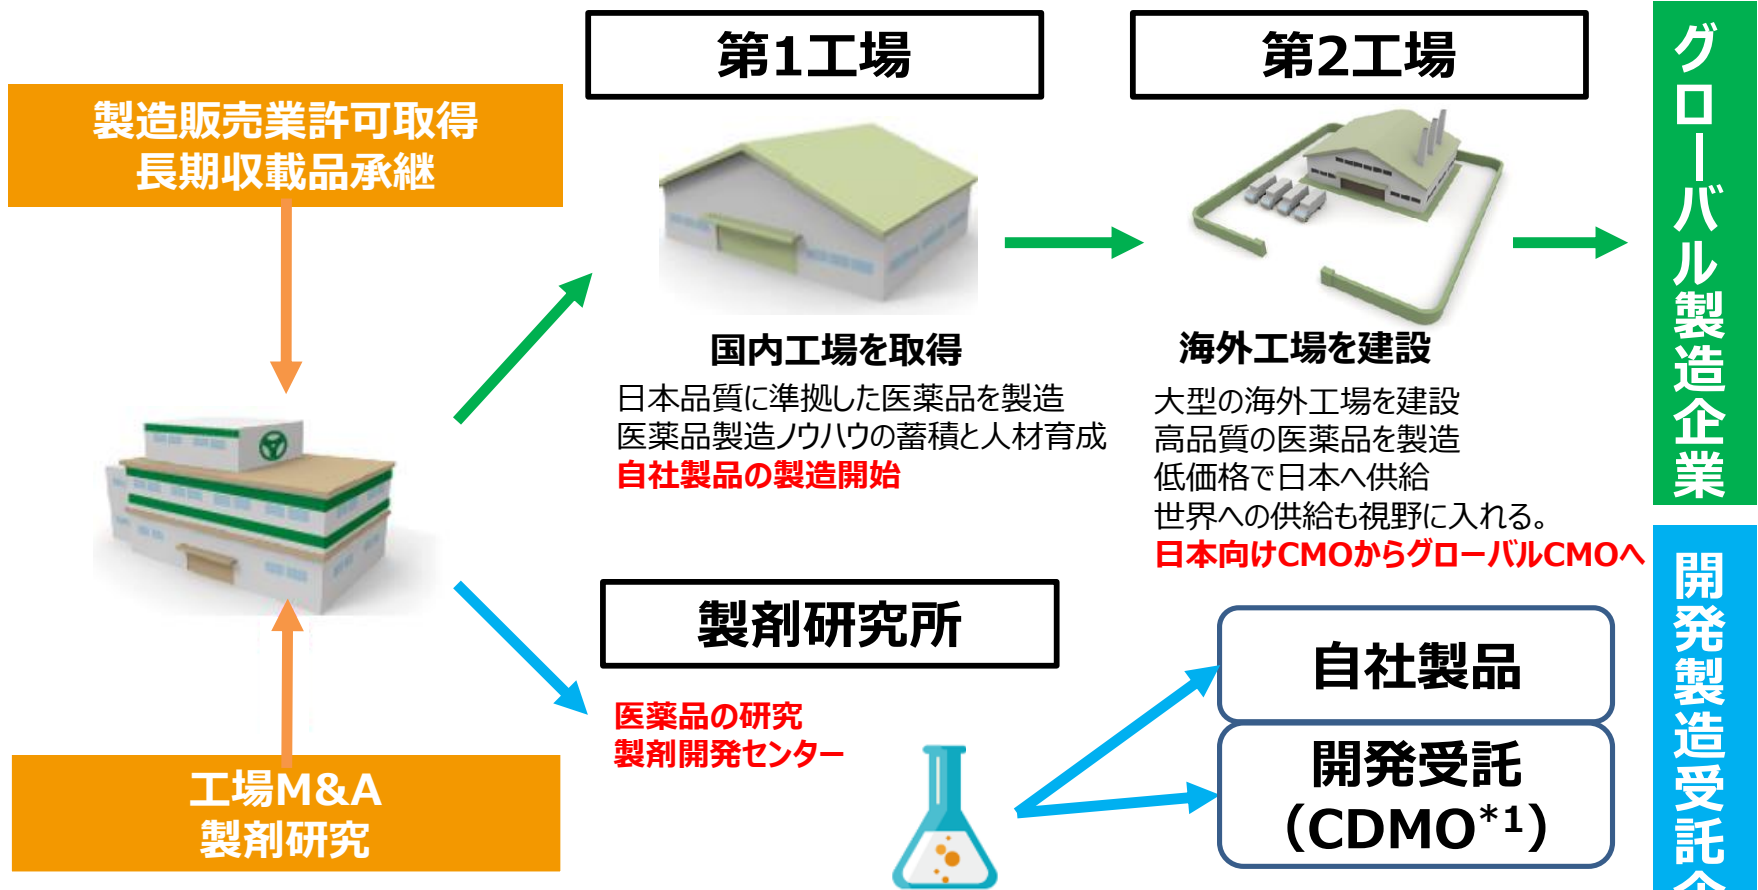 製造販売業許可取得
長期収載品承継
工場M&A
製剤研究
第1工場
国内工場を取得
日本品質に準拠した医薬品を製造
医薬品製造ノウハウの蓄積と人材育成
自社製品の製造開始
第2工場
海外工場を建設
大型の海外工場を建設
高品質の医薬品を製造
低価格で日本へ供給
世界への供給も視野に入れる。
日本向けCMOからグローバルCMOへ
製剤研究所
医薬品の研究
製剤開発センター
自社製品
開発受託
（CDMO*1）
グローバル製造企業
開発製造受託企